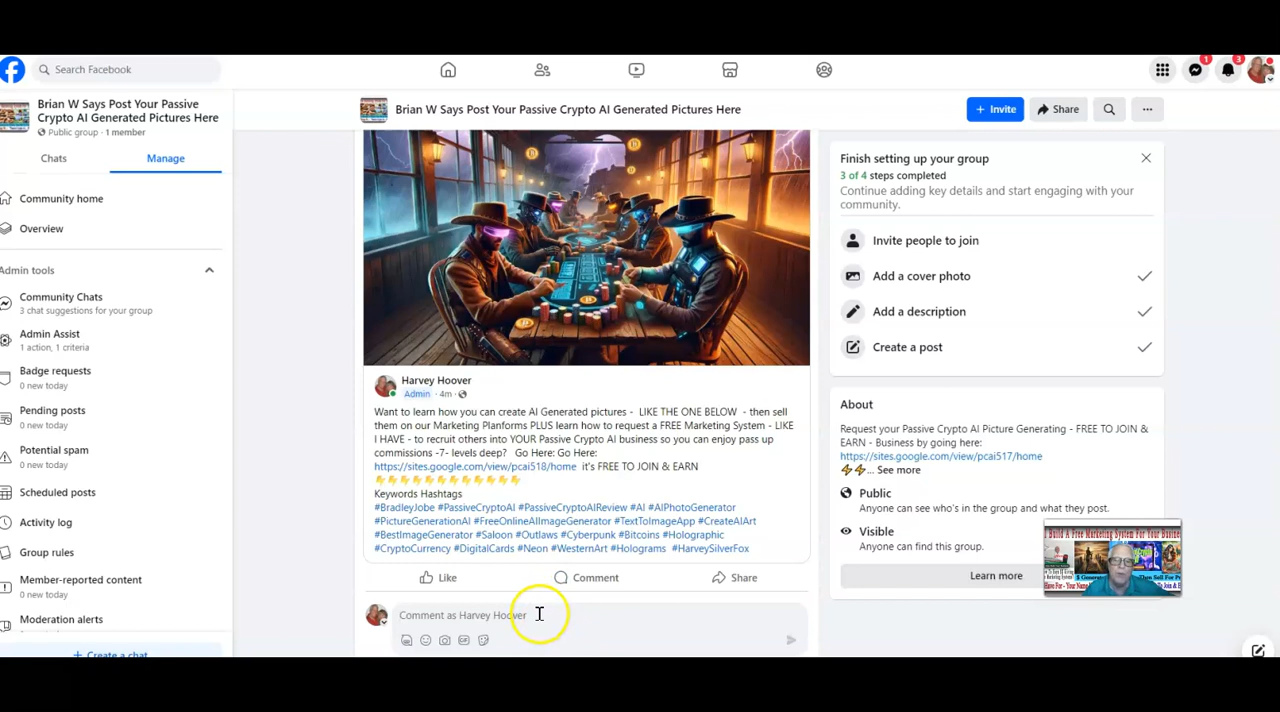 Search Facebook
1
3
Brian W Says Post Your Passive
Crypto AI Generated Pictures Here
Public group · 1 member
Chats
Manage
Community home
Overview
Admin tools
Community Chats
3 chat suggestions for your group
Admin Assist
1 action, 1 criteria
Badge requests
0 new today
Pending posts
0 new today
Potential spam
0 new today
Scheduled posts
Activity log
Group rules
Member-reported content
0 new today
Moderation alerts
+ Create a chat
Brian W Says Post Your Passive Crypto AI Generated Pictures Here
+ Invite
Share
Harvey Hoover
Admin · 4m ·
Want to learn how you can create AI Generated pictures - LIKE THE ONE BELOW - then sell
them on our Marketing Planforms PLUS learn how to request a FREE Marketing System - LIKE
I HAVE - to recruit others into YOUR Passive Crypto AI business so you can enjoy pass up
commissions -7- levels deep? Go Here: Go Here:
https://sites.google.com/view/pcai518/home it's FREE TO JOIN & EARN
Keywords Hashtags
#BradleyJobe #PassiveCryptoAI #PassiveCryptoAIReview #AI #AIPhotoGenerator
#PictureGenerationAI #FreeOnlineAIImageGenerator #TextToImageApp #CreateAIArt
#BestImageGenerator #Saloon #Outlaws #Cyberpunk #Bitcoins #Holographic
#CryptoCurrency #DigitalCards #Neon #WesternArt #Holograms #HarveySilverFox
Like
Comment
Share
Comment as Harvey Hoover
GIF
Finish setting up your group
3 of 4 steps completed
Continue adding key details and start engaging with your
community.
Invite people to join
Add a cover photo
Add a description
Create a post
About
Request your Passive Crypto AI Picture Generating - FREE TO JOIN &
EARN - Business by going here:
https://sites.google.com/view/pcai517/home
... See more
Public
Anyone can see who's in the group and what they post.
Visible
Anyone can find this group.
Learn more
Build A Free Marketing System For Your